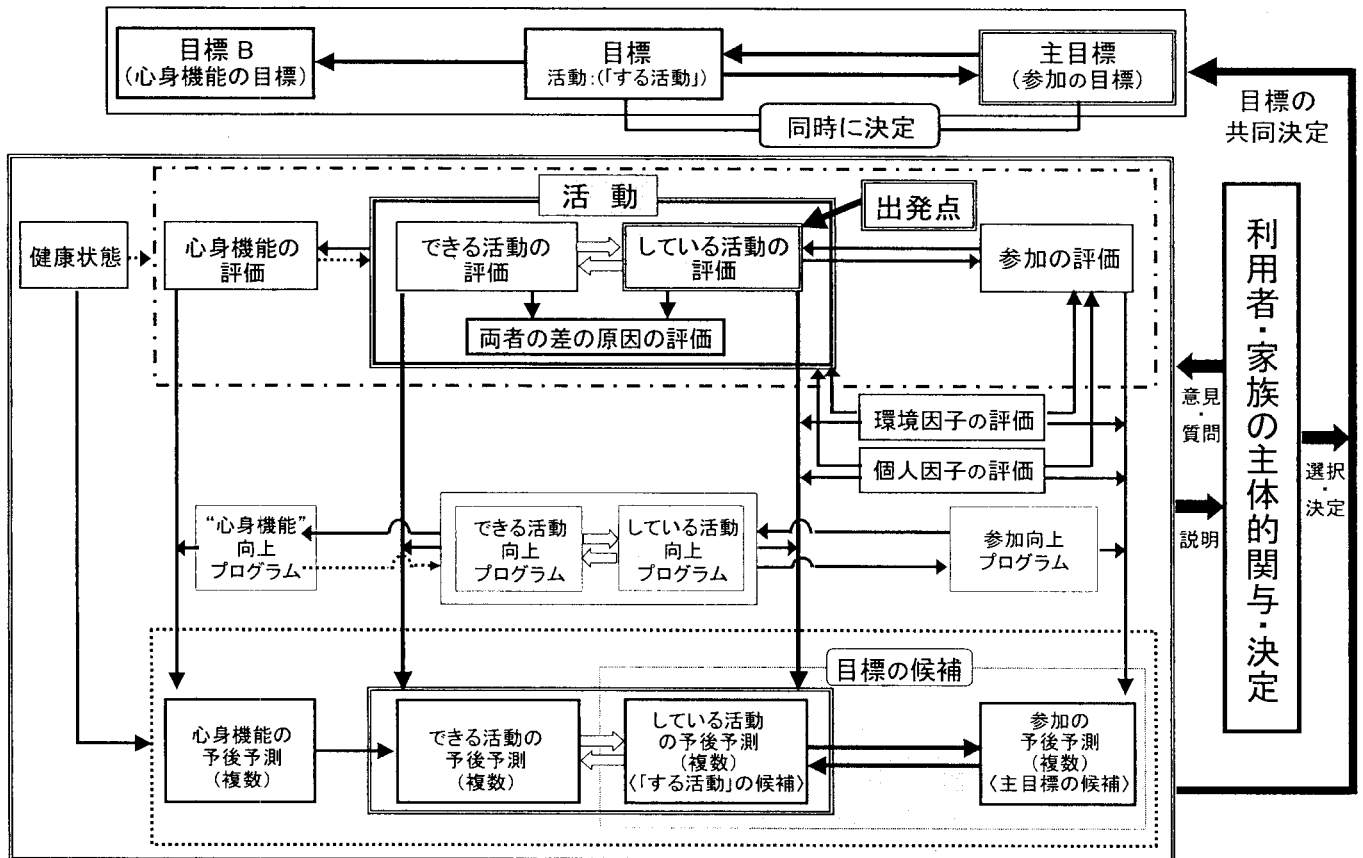 目標 B
(心身機能の目標)
目標
活動:(「する活動」)
主目標
(参加の目標)
同時に決定
目標の
共同決定
活 動
出発点
健康状態
心身機能の
評価
できる活動の
評価
している活動の
評価
参加の評価
両者の差の原因の評価
環境因子の評価
個人因子の評価
意見
・
質問
説明
利用者・家族の主体的関与・決定
選択
・
決定
“心身機能”
向上
プログラム
できる活動
向上
プログラム
している活動
向上
プログラム
参加向上
プログラム
目標の候補
心身機能の
予後予測
(複数)
できる活動の
予後予測
(複数)
している活動
の予後予測
(複数)
〈「する活動」の候補〉
参加の
予後予測
(複数)
〈主目標の候補〉